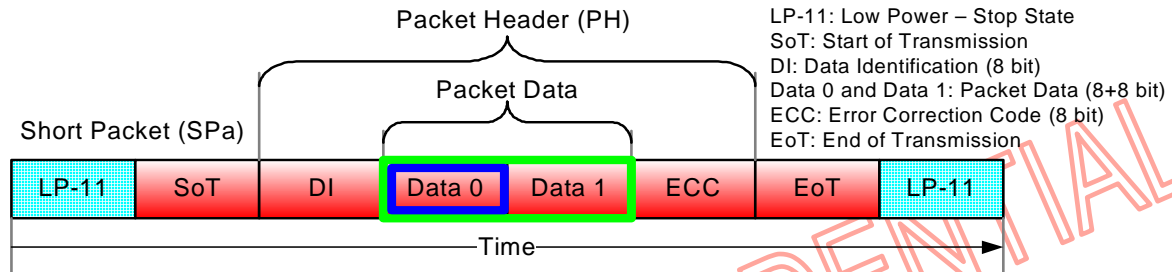 Packet Header (PH)
LP-11: Low Power – Stop State
SoT: Start of Transmission
DI: Data Identification (8 bit)
Data 0 and Data 1: Packet Data (8+8 bit)
ECC: Error Correction Code (8 bit)
EoT: End of Transmission
Packet Data
Short Packet (SPa)
LP-11 SoT DI Data 0 Data 1 ECC EoT LP-11
Time
DENTIAL